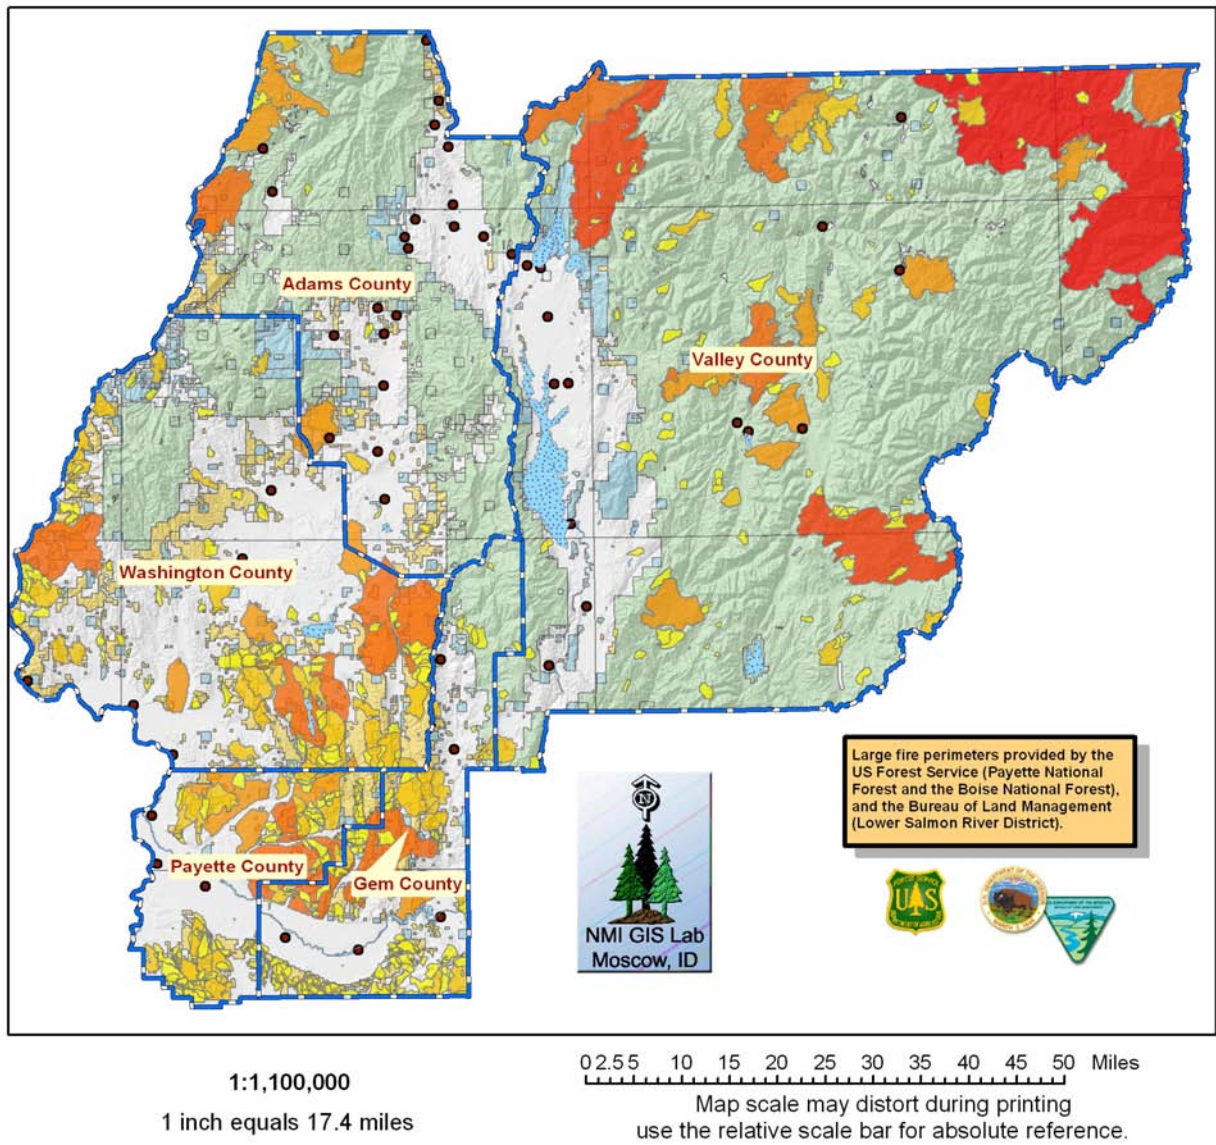 Adams County
Valley County
Washington County
Payette County
Gem County
Large fire perimeters provided by the
US Forest Service (Payette National
Forest and the Boise National Forest),
and the Bureau of Land Management
(Lower Salmon River District).
N
NMI GIS Lab
Moscow, ID
FOREST SERVICE
U S
1:1,100,000
1 inch equals 17.4 miles
0 2.5 5 10 15 20 25 30 35 40 45 50 Miles
Map scale may distort during printing
use the relative scale bar for absolute reference.